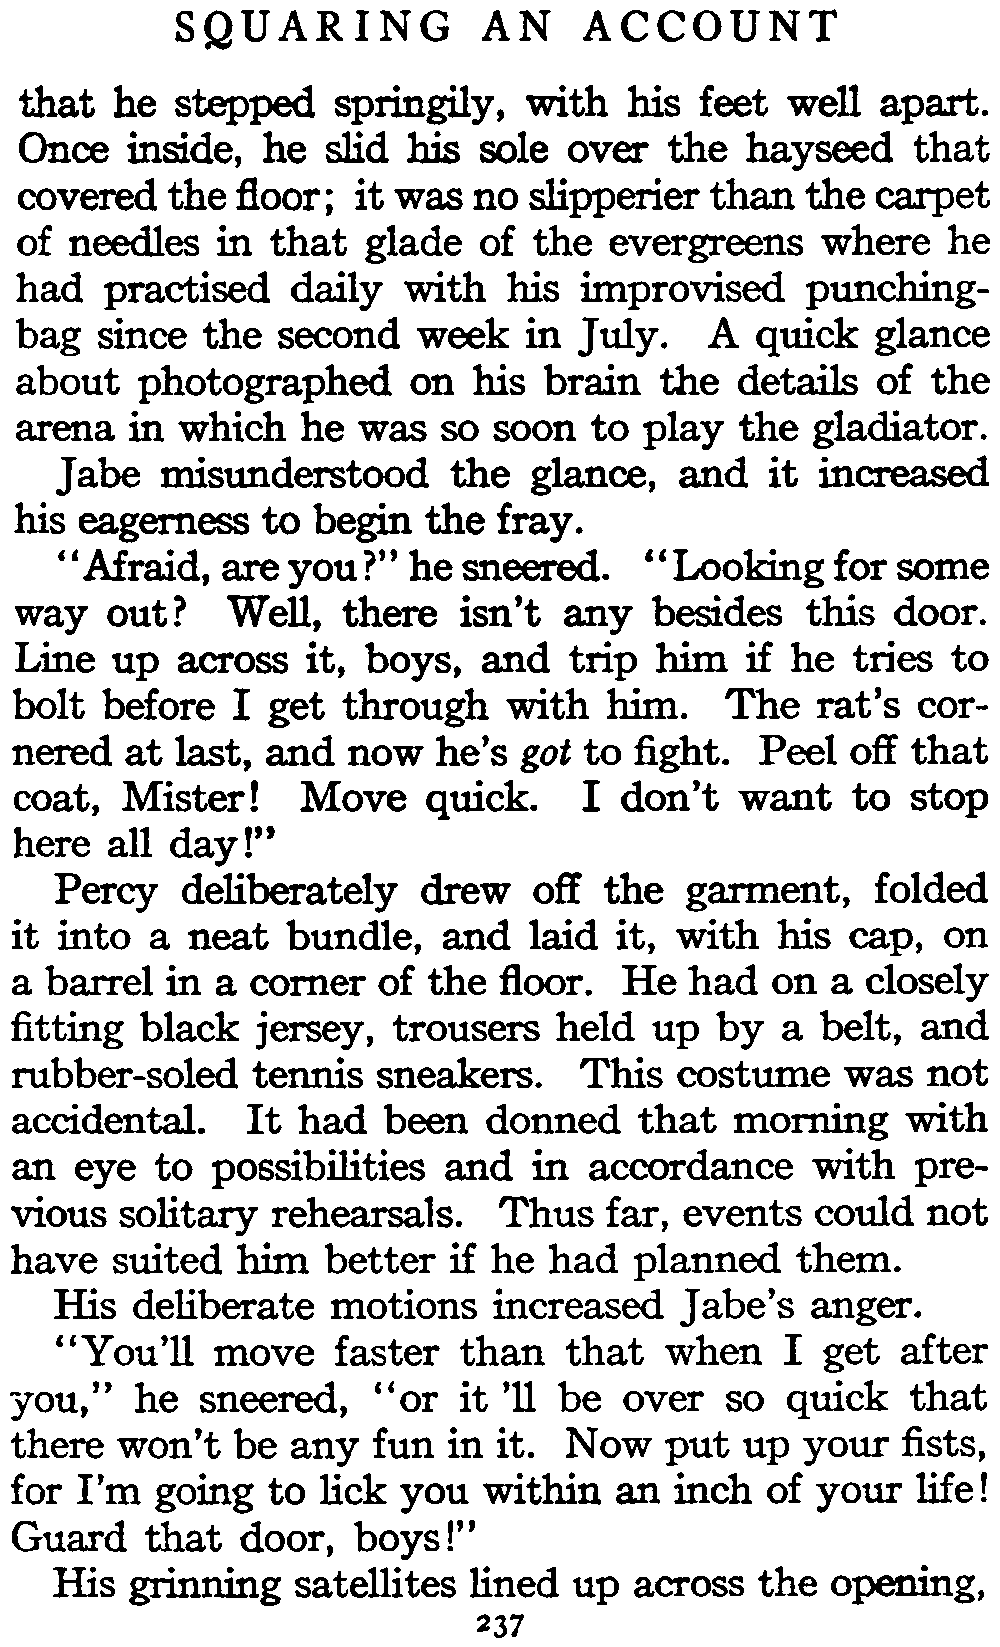 SQUARING AN ACCOUNT
that he stepped springily, with his feet well apart.
Once inside, he slid his sole over the hayseed that
covered the floor; it was no slipperier than the carpet
of needles in that glade of the evergreens where he
had practised daily with his improvised punching-
bag since the second week in July. A quick glance
about photographed on his brain the details of the
arena in which he was so soon to play the gladiator.
Jabe misunderstood the glance, and it increased
his eagerness to begin the fray.
"Afraid, are you?" he sneered. "Looking for some
way out? Well, there isn't any besides this door.
Line up across it, boys, and trip him if he tries to
bolt before I get through with him. The rat's cor-
nered at last, and now he's got to fight. Peel off that
coat, Mister! Move quick. I don't want to stop
here all day!"
Percy deliberately drew off the garment, folded
it into a neat bundle, and laid it, with his cap, on
a barrel in a corner of the floor. He had on a closely
fitting black jersey, trousers held up by a belt, and
rubber-soled tennis sneakers. This costume was not
accidental. It had been donned that morning with
an eye to possibilities and in accordance with pre-
vious solitary rehearsals. Thus far, events could not
have suited him better if he had planned them.
His deliberate motions increased Jabe's anger.
"You'll move faster than that when I get after
you," he sneered, "or it 'll be over so quick that
there won't be any fun in it. Now put up your fists,
for I'm going to lick you within an inch of your life!
Guard that door, boys!"
His grinning satellites lined up across the opening,
237